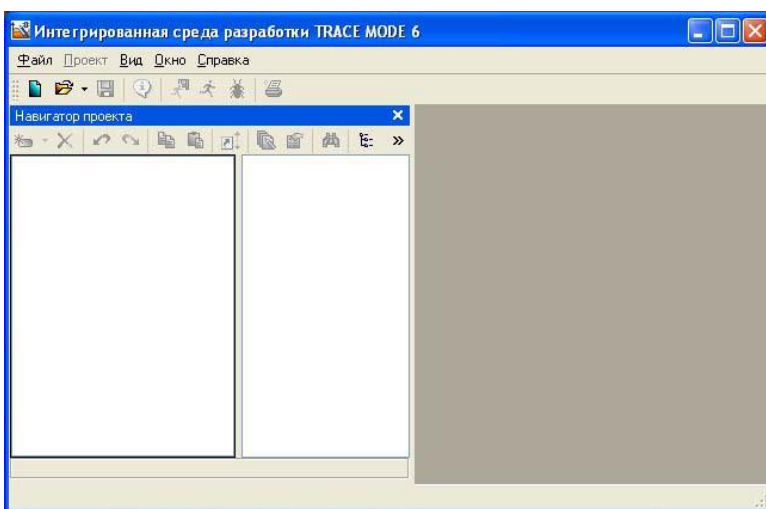 Интегрированная среда разработки TRACE MODE 6
Файл Проект Вид Окно Справка
Навигатор проекта